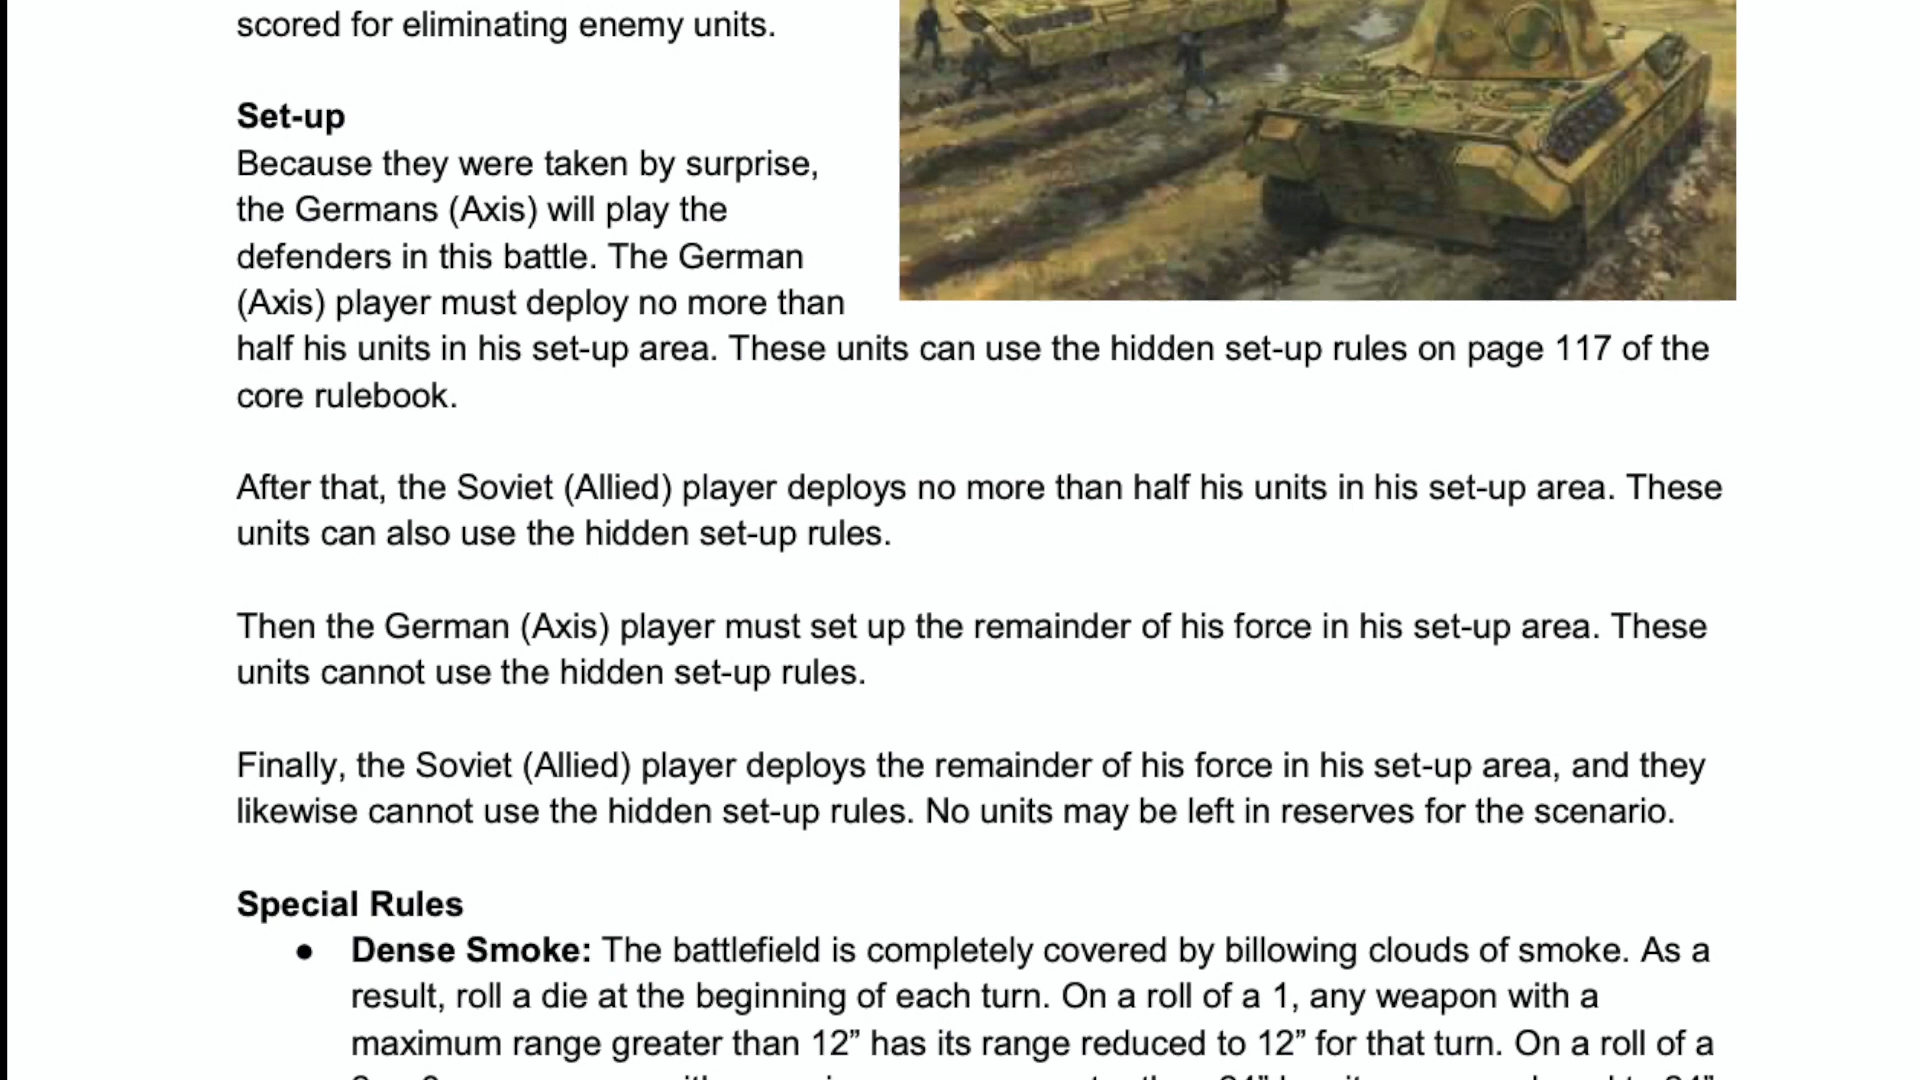 scored for eliminating enemy units.
Set-up
Because they were taken by surprise,
the Germans (Axis) will play the
defenders in this battle. The German
(Axis) player must deploy no more than
half his units in his set-up area. These units can use the hidden set-up rules on page 117 of the
core rulebook.
After that, the Soviet (Allied) player deploys no more than half his units in his set-up area. These
units can also use the hidden set-up rules.
Then the German (Axis) player must set up the remainder of his force in his set-up area. These
units cannot use the hidden set-up rules.
Finally, the Soviet (Allied) player deploys the remainder of his force in his set-up area, and they
likewise cannot use the hidden set-up rules. No units may be left in reserves for the scenario.
Special Rules
● Dense Smoke: The battlefield is completely covered by billowing clouds of smoke. As a
result, roll a die at the beginning of each turn. On a roll of a 1, any weapon with a
maximum range greater than 12” has its range reduced to 12” for that turn. On a roll of a